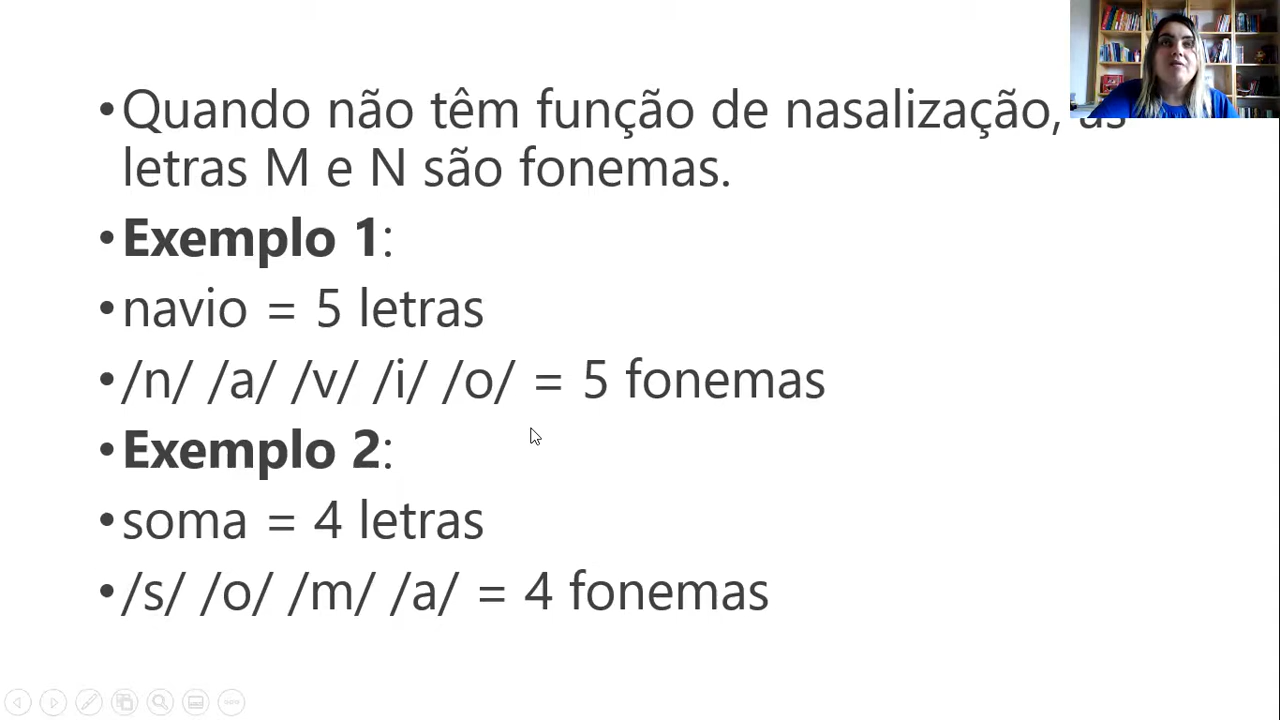 •Quando não têm função de nasalização, as
letras M e N são fonemas.
•Exemplo 1:
•navio = 5 letras
•/n/ /a/ /v/ /i/ /o/ = 5 fonemas
•Exemplo 2:
•soma = 4 letras
•/s/ /o/ /m/ /a/ = 4 fonemas